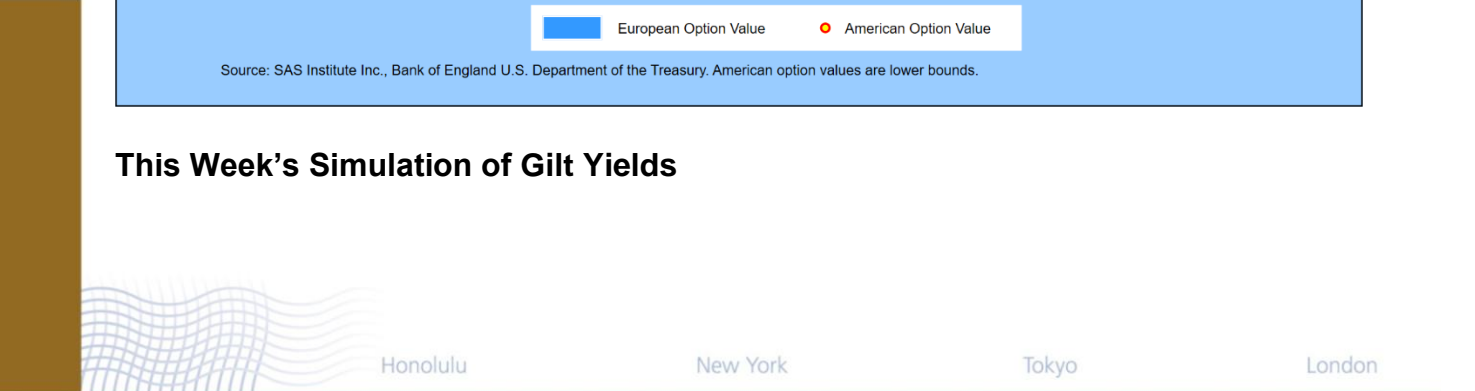 European Option Value American Option Value
Source: SAS Institute Inc., Bank of England U.S. Department of the Treasury. American option values are lower bounds.
This Week’s Simulation of Gilt Yields
Honolulu New York Tokyo London